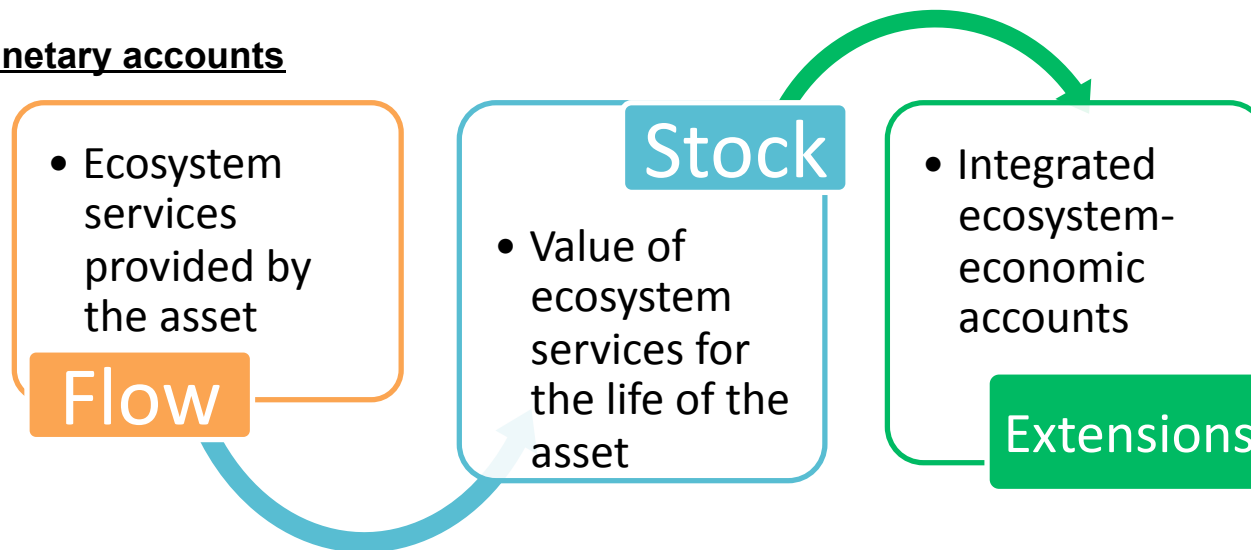 netary accounts
• Ecosystem
services
provided by
the asset
Flow
Stock
• Value of
ecosystem
services for
the life of the
asset
• Integrated
ecosystem-
economic
accounts
Extensions